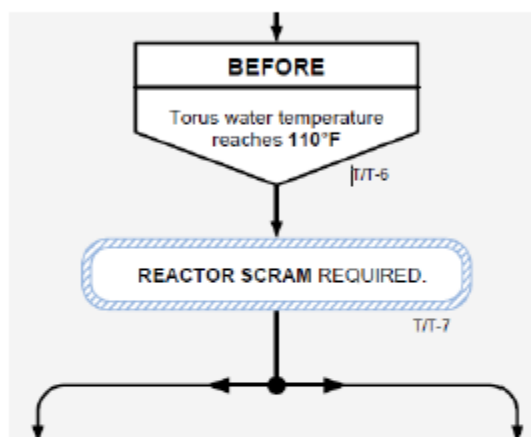 BEFORE
Torus water temperature
reaches 110°F
T/T-6
REACTOR SCRAM REQUIRED.
T/T-7